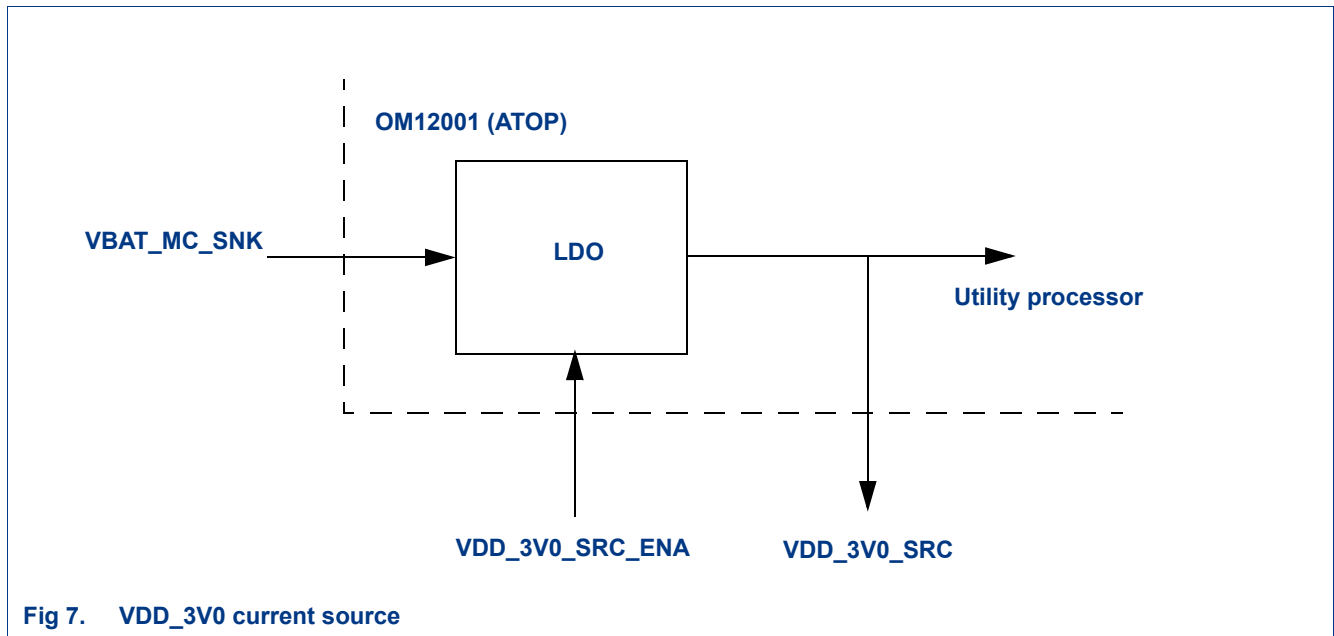 OM12001 (ATOP)
VBAT_MC_SNK
LDO
Utility processor
VDD_3V0_SRC_ENA
VDD_3V0_SRC
Fig 7. VDD_3V0 current source